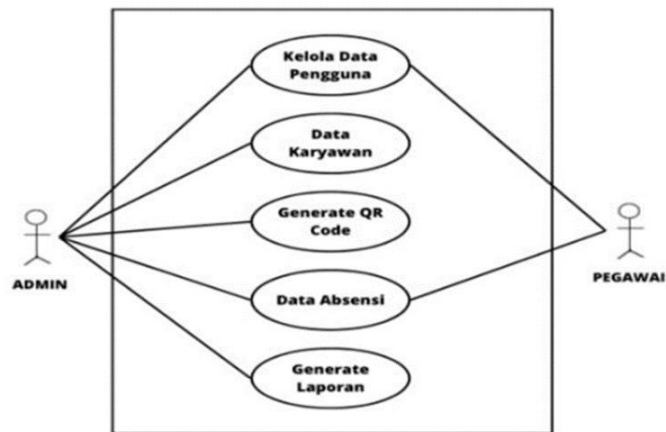 Kelola Data
Pengguna
Data
Karyawan
Generate QR
Code
ADMIN
PEGAWAI
Data Absensi
Generate
Laporan